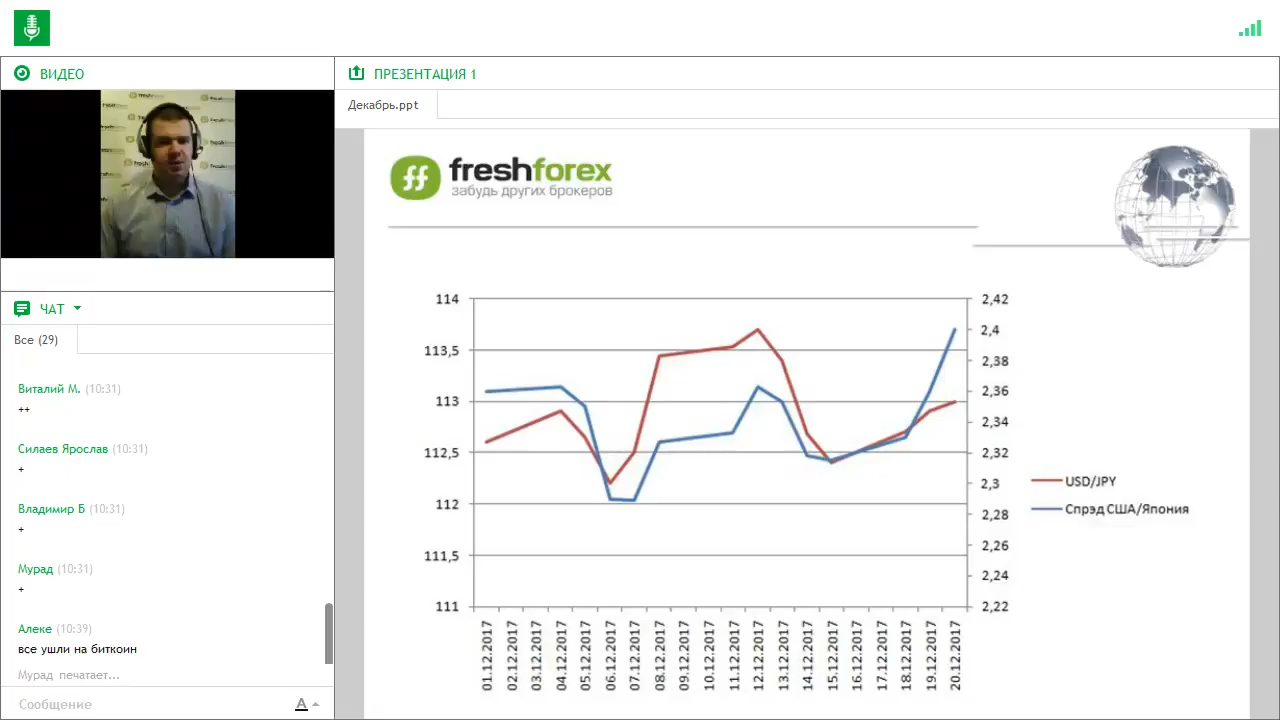 ВИДЕО
ПРЕЗЕНТАЦИЯ 1
Декабрь.ppt
freshforex
забудь других брокеров
ЧАТ
Все (29)
Виталий М. (10:31)
++
Силаев Ярослав (10:31)
+
Владимир Б (10:31)
+
Мурад (10:31)
+
Алеке (10:39)
все ушли на биткоин
Мурад печатает...
Сообщение
A
114
113,5
113
112,5
112
111,5
111
2,42
2,4
2,38
2,36
2,34
2,32
2,3
2,28
2,26
2,24
2,22
USD/JPY
Спрэд США/Япония
01.12.2017
02.12.2017
03.12.2017
04.12.2017
05.12.2017
06.12.2017
07.12.2017
08.12.2017
09.12.2017
10.12.2017
11.12.2017
12.12.2017
13.12.2017
14.12.2017
15.12.2017
16.12.2017
17.12.2017
18.12.2017
19.12.2017
20.12.2017